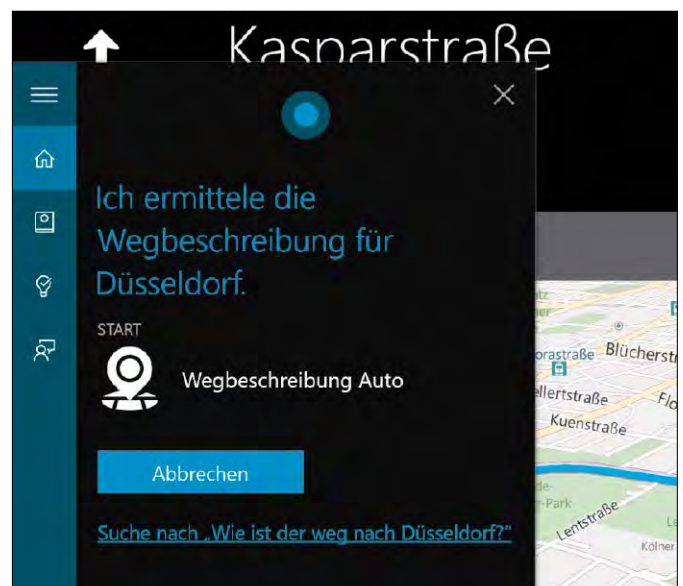 Kasparstraße
Ich ermittele die
Wegbeschreibung für
Düsseldorf.
START
Wegbeschreibung Auto
Abbrechen
Suche nach „Wie ist der weg nach Düsseldorf?"
Blücherstr
Kuenstraße
Lentstraße
Kölner